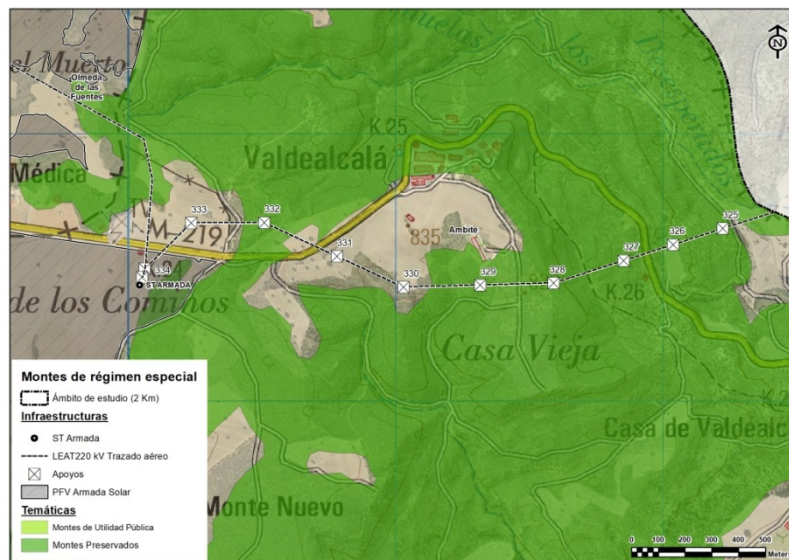 N
el Muerto
Olmeda
de las
Fuentes
los
Desesperados
K.25
Valdealcalá
Médica
333
332
M-219
331
835
Ambite
325
326
327
328
329
330
334
ST ARMADA
de los Cominos
K.26
Casa Vieja
Casa de Valdealc
Monte Nuevo
Montes de régimen especial
Ámbito de estudio (2 Km)
Infraestructuras
ST Armada
LEAT220 kV Trazado aéreo
Apoyos
PFV Armada Solar
Temáticas
Montes de Utilidad Pública
Montes Preservados
0 100 200 300 400 500